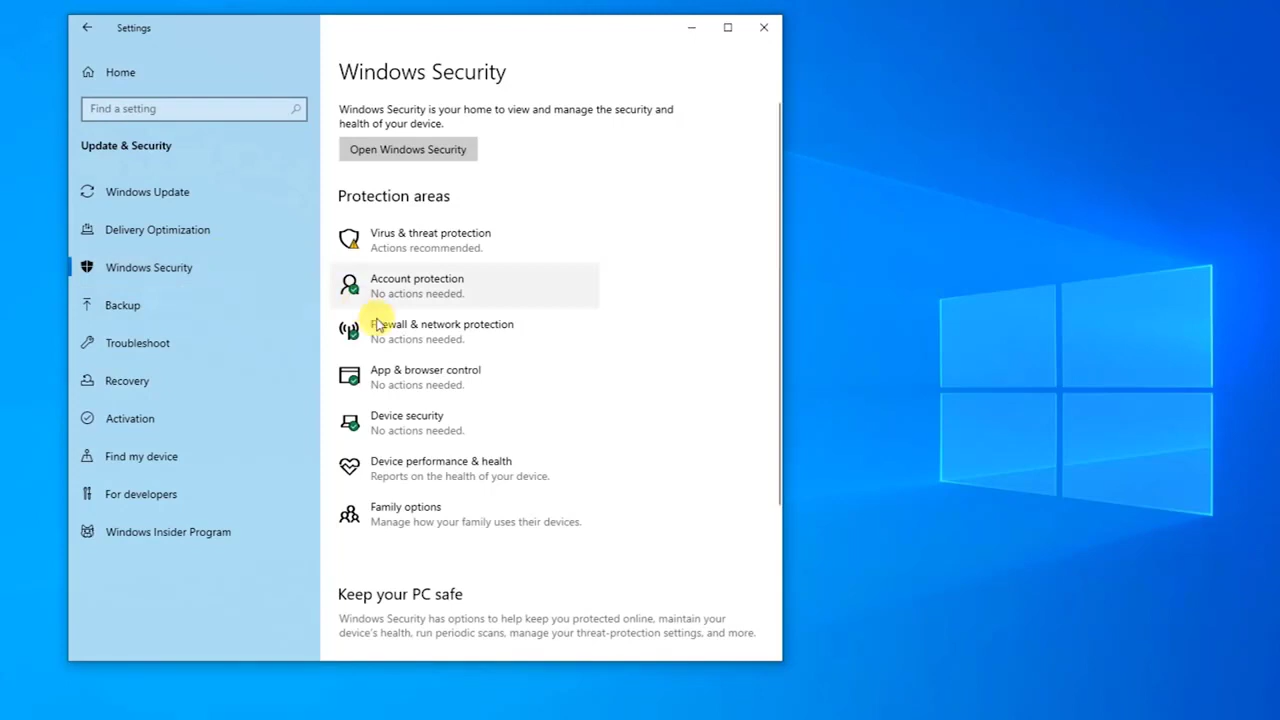 Settings
Home
Find a setting
Update & Security
Windows Update
Delivery Optimization
Windows Security
Backup
Troubleshoot
Recovery
Activation
Find my device
For developers
Windows Insider Program
Windows Security
Windows Security is your home to view and manage the security and
health of your device.
Open Windows Security
Protection areas
Virus & threat protection
Actions recommended.
Account protection
No actions needed.
Firewall & network protection
No actions needed.
App & browser control
No actions needed.
Device security
No actions needed.
Device performance & health
Reports on the health of your device.
Family options
Manage how your family uses their devices.
Keep your PC safe
Windows Security has options to help keep you protected online, maintain your
device's health, run periodic scans, manage your threat-protection settings, and more.